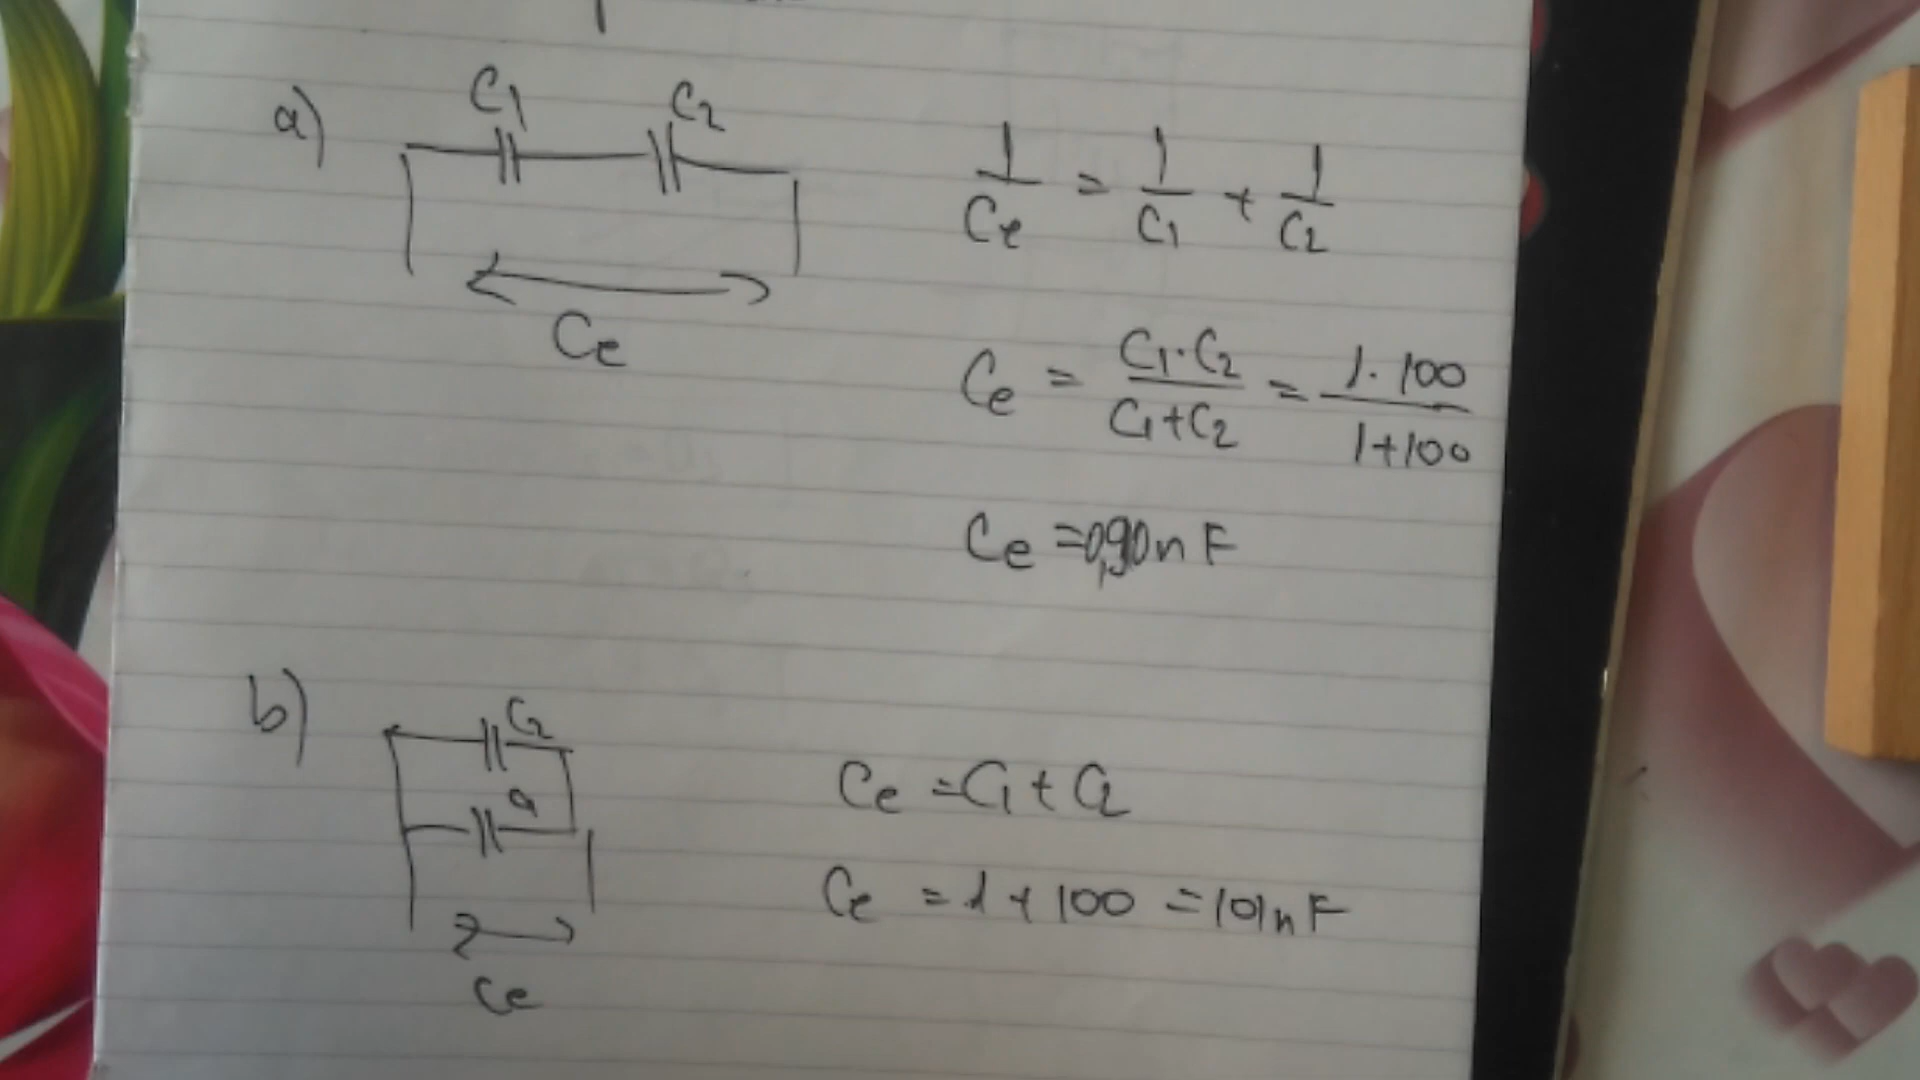 a)
C1 C2
Ce
1/Ce = 1/C1 + 1/C2
Ce = C1·C2/C1+C2 = 1·100/1+100
Ce = 0,90 nF
b)
C2
C1
Ce
Ce = C1 + C2
Ce = 1 + 100 = 101 nF